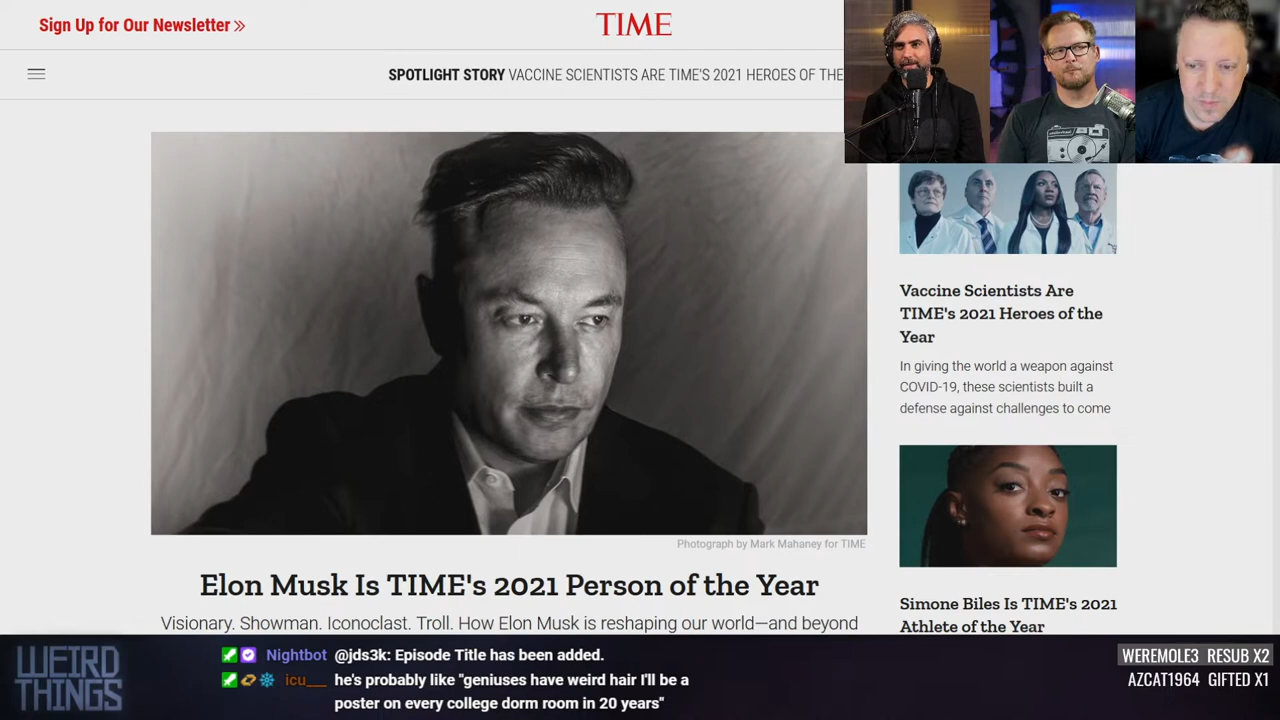 Sign Up for Our Newsletter
TIME
SPOTLIGHT STORY VACCINE SCIENTISTS ARE TIME'S 2021 HEROES OF THE
Photograph by Mark Mahaney for TIME
Elon Musk Is TIME's 2021 Person of the Year
Visionary. Showman. Iconoclast. Troll. How Elon Musk is reshaping our world—and beyond
Vaccine Scientists Are
TIME's 2021 Heroes of the
Year
In giving the world a weapon against
COVID-19, these scientists built a
defense against challenges to come
Simone Biles Is TIME's 2021
Athlete of the Year
WEIRD
THINGS
Nightbot @jds3k: Episode Title has been added.
icu___ he's probably like "geniuses have weird hair I'll be a
poster on every college dorm room in 20 years"
WEREMOLE3 RESUB X2
AZCAT1964 GIFTED X1